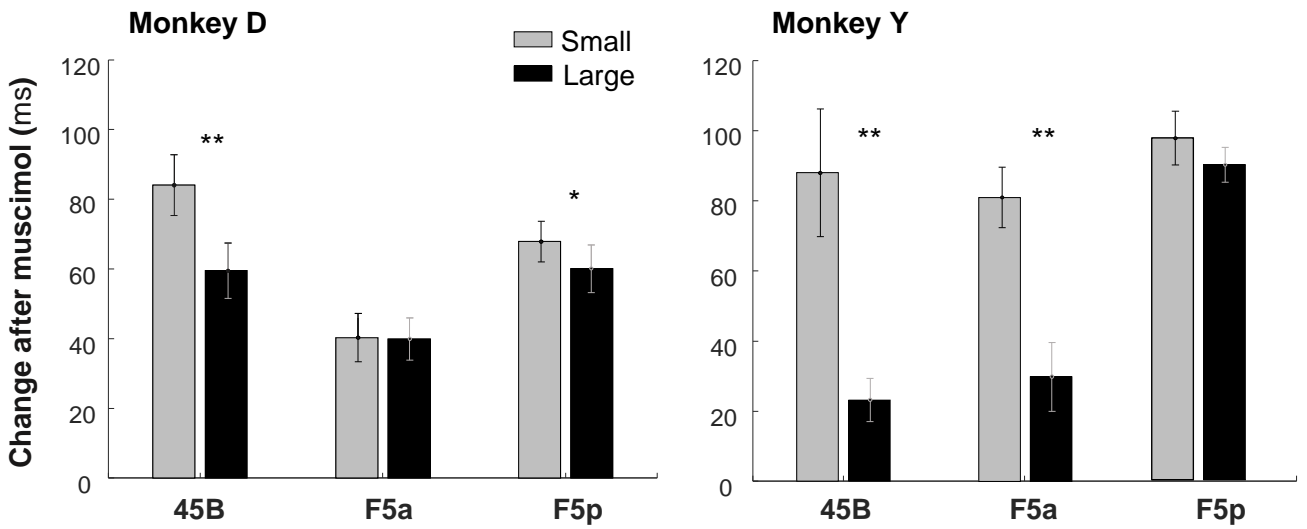 Monkey D
Small
Large
Change after muscimol (ms)
120
100
80
60
40
20
0
**
*
45B
F5a
F5p
Monkey Y
120
100
80
60
40
20
0
**
**
45B
F5a
F5p